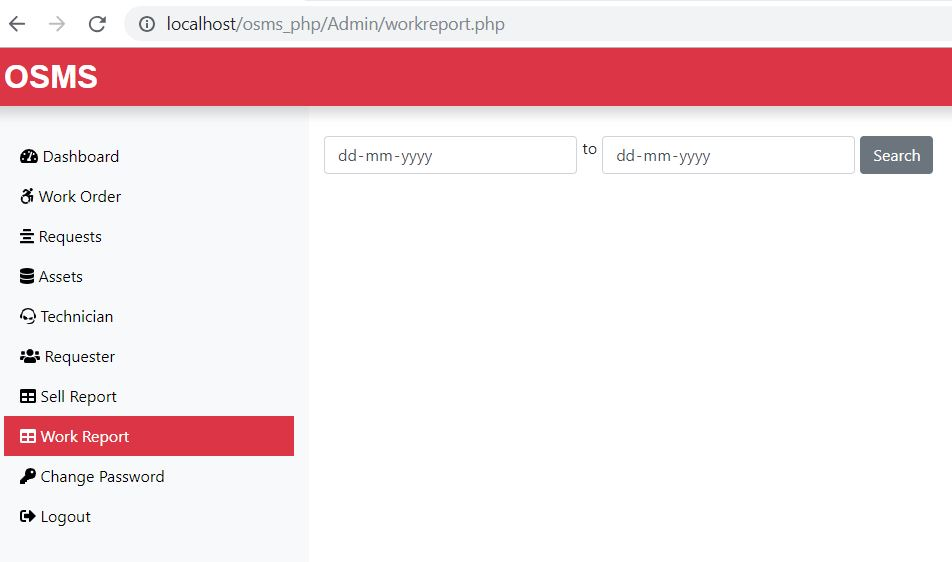 localhost/osms_php/Admin/workreport.php
OSMS
Dashboard
Work Order
Requests
Assets
Technician
Requester
Sell Report
Work Report
Change Password
Logout
dd-mm-yyyy to dd-mm-yyyy Search